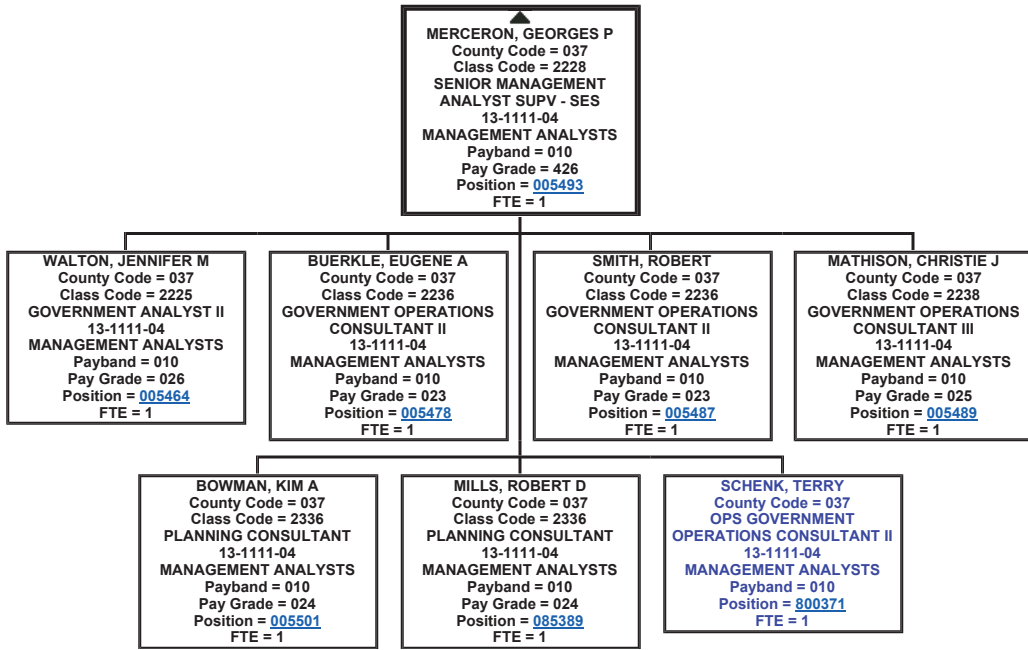 MERCERON, GEORGES P
County Code = 037
Class Code = 2228
SENIOR MANAGEMENT
ANALYST SUPV - SES
13-1111-04
MANAGEMENT ANALYSTS
Payband = 010
Pay Grade = 426
Position = 005493
FTE = 1
WALTON, JENNIFER M
County Code = 037
Class Code = 2225
GOVERNMENT ANALYST II
13-1111-04
MANAGEMENT ANALYSTS
Payband = 010
Pay Grade = 026
Position = 005464
FTE = 1
BUERKLE, EUGENE A
County Code = 037
Class Code = 2236
GOVERNMENT OPERATIONS
CONSULTANT II
13-1111-04
MANAGEMENT ANALYSTS
Payband = 010
Pay Grade = 023
Position = 005478
FTE = 1
SMITH, ROBERT
County Code = 037
Class Code = 2236
GOVERNMENT OPERATIONS
CONSULTANT II
13-1111-04
MANAGEMENT ANALYSTS
Payband = 010
Pay Grade = 023
Position = 005487
FTE = 1
MATHISON, CHRISTIE J
County Code = 037
Class Code = 2238
GOVERNMENT OPERATIONS
CONSULTANT III
13-1111-04
MANAGEMENT ANALYSTS
Payband = 010
Pay Grade = 025
Position = 005489
FTE = 1
BOWMAN, KIM A
County Code = 037
Class Code = 2336
PLANNING CONSULTANT
13-1111-04
MANAGEMENT ANALYSTS
Payband = 010
Pay Grade = 024
Position = 005501
FTE = 1
MILLS, ROBERT D
County Code = 037
Class Code = 2336
PLANNING CONSULTANT
13-1111-04
MANAGEMENT ANALYSTS
Payband = 010
Pay Grade = 024
Position = 085389
FTE = 1
SCHENK, TERRY
County Code = 037
OPS GOVERNMENT
OPERATIONS CONSULTANT II
13-1111-04
MANAGEMENT ANALYSTS
Payband = 010
Position = 800371
FTE = 1